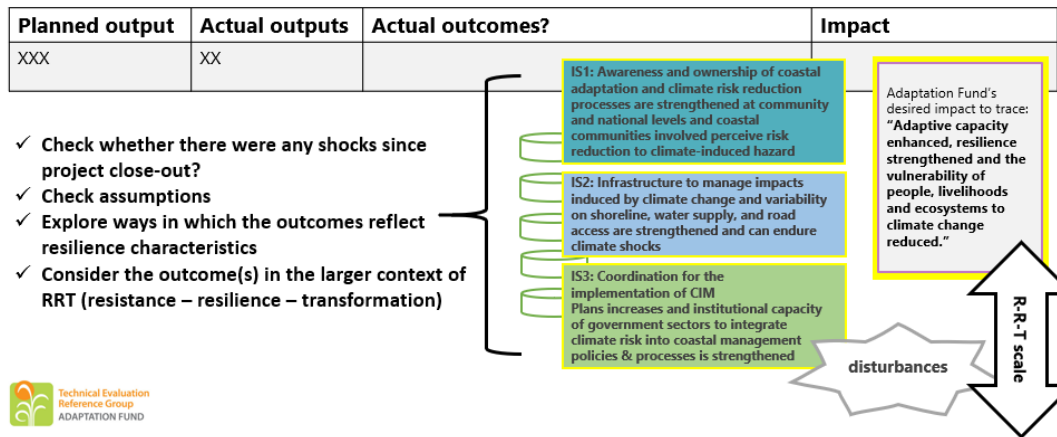 Planned output
Actual outputs
Actual outcomes?
Impact
XXX
XX
✓ Check whether there were any shocks since
project close-out?
✓ Check assumptions
✓ Explore ways in which the outcomes reflect
resilience characteristics
✓ Consider the outcome(s) in the larger context of
RRT (resistance – resilience – transformation)
IS1: Awareness and ownership of coastal
adaptation and climate risk reduction
processes are strengthened at community
and national levels and coastal
communities involved perceive risk
reduction to climate-induced hazard
IS2: Infrastructure to manage impacts
induced by climate change and variability
on shoreline, water supply, and road
access are strengthened and can endure
climate shocks
IS3: Coordination for the
implementation of CIM
Plans increases and institutional capacity
of government sectors to integrate
climate risk into coastal management
policies & processes is strengthened
Adaptation Fund's
desired impact to trace:
“Adaptive capacity
enhanced, resilience
strengthened and the
vulnerability of
people, livelihoods
and ecosystems to
climate change
reduced.”
disturbances
R-R-T scale
Technical Evaluation
Reference Group
ADAPTATION FUND